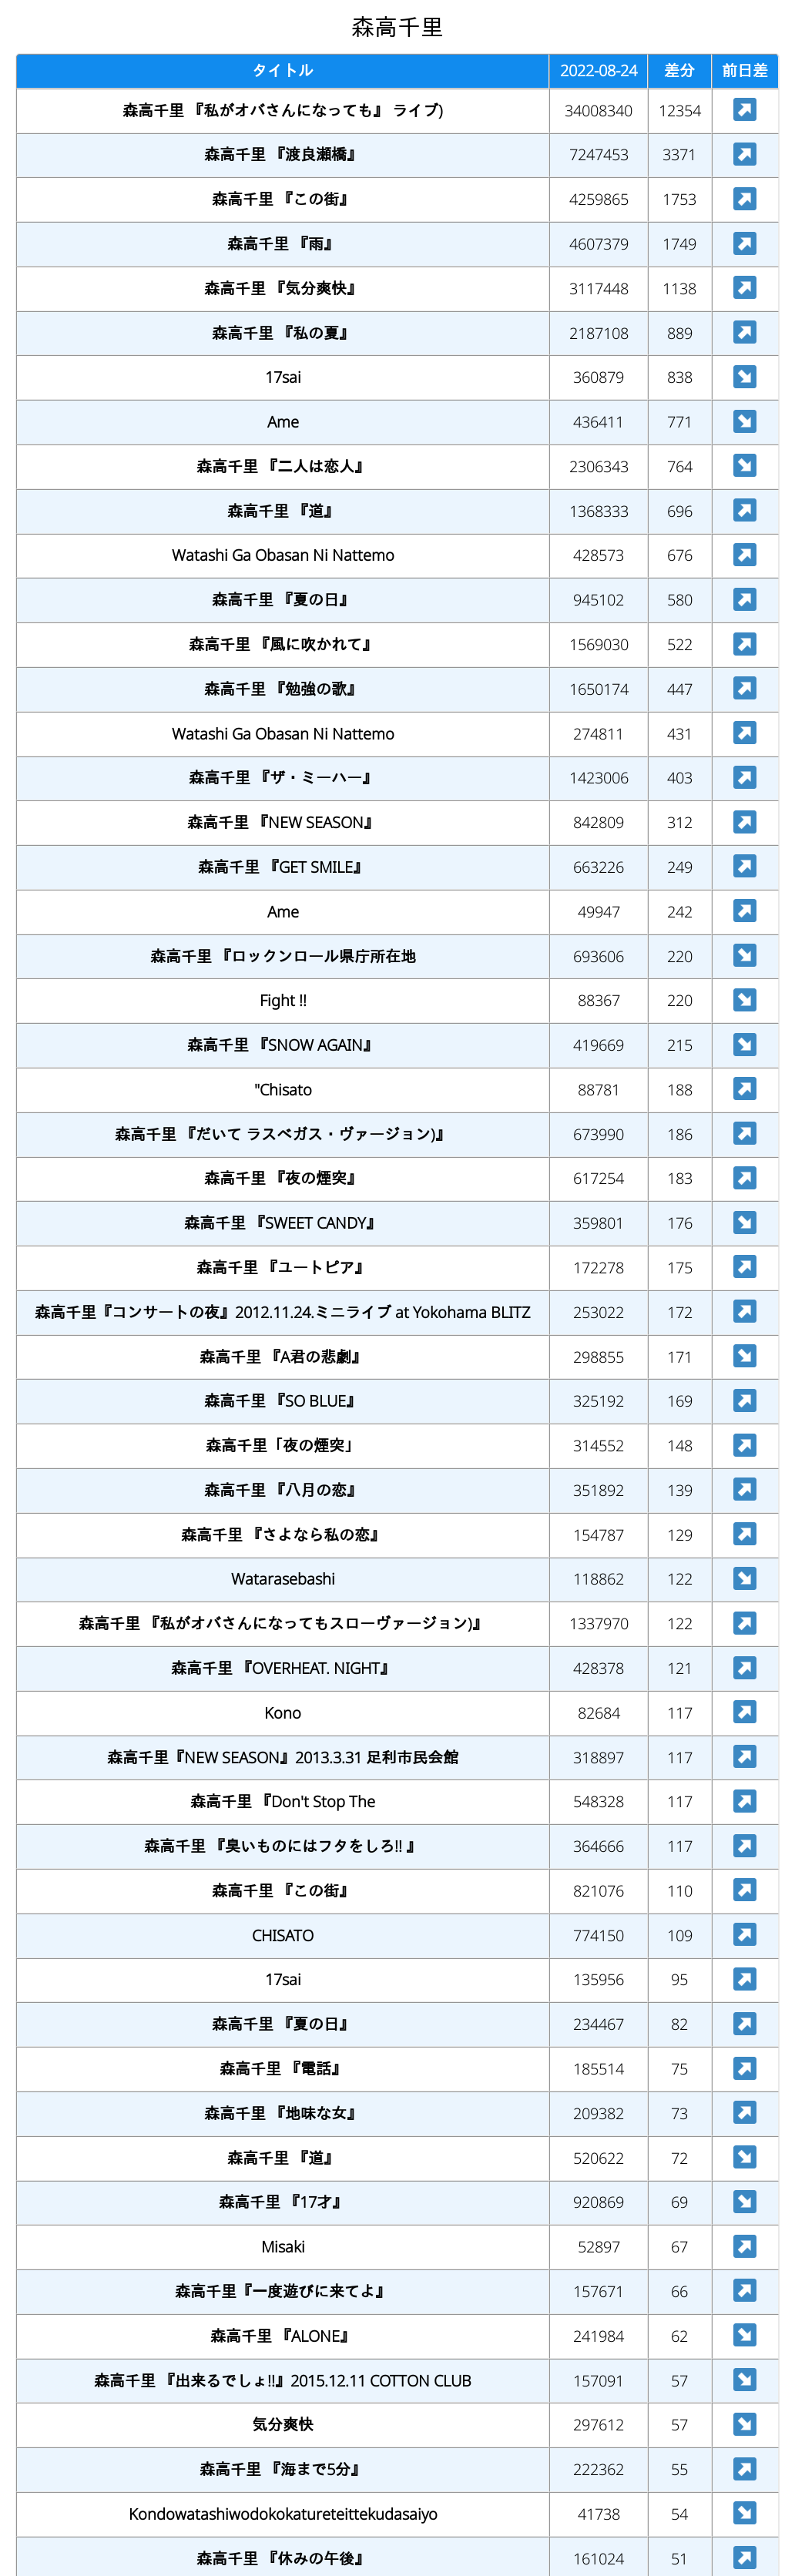 森高千里
タイトル 2022-08-24 差分 前日差
森高千里 『私がオバさんになっても』 ライブ) 34008340 12354
森高千里 『渡良瀬橋』 7247453 3371
森高千里 『この街』 4259865 1753
森高千里 『雨』 4607379 1749
森高千里 『気分爽快』 3117448 1138
森高千里 『私の夏』 2187108 889
17sai 360879 838
Ame 436411 771
森高千里 『二人は恋人』 2306343 764
森高千里 『道』 1368333 696
Watashi Ga Obasan Ni Nattemo 428573 676
森高千里 『夏の日』 945102 580
森高千里 『風に吹かれて』 1569030 522
森高千里 『勉強の歌』 1650174 447
Watashi Ga Obasan Ni Nattemo 274811 431
森高千里 『ザ・ミーハー』 1423006 403
森高千里 『NEW SEASON』 842809 312
森高千里 『GET SMILE』 663226 249
Ame 49947 242
森高千里 『ロックンロール県庁所在地 693606 220
Fight !! 88367 220
森高千里 『SNOW AGAIN』 419669 215
"Chisato 88781 188
森高千里 『だいて ラスベガス・ヴァージョン)』 673990 186
森高千里 『夜の煙突』 617254 183
森高千里 『SWEET CANDY』 359801 176
森高千里 『ユートピア』 172278 175
森高千里『コンサートの夜』2012.11.24.ミニライブ at Yokohama BLITZ 253022 172
森高千里 『A君の悲劇』 298855 171
森高千里 『SO BLUE』 325192 169
森高千里「夜の煙突」 314552 148
森高千里 『八月の恋』 351892 139
森高千里 『さよなら私の恋』 154787 129
Watarasebashi 118862 122
森高千里 『私がオバさんになってもスローヴァージョン)』 1337970 122
森高千里 『OVERHEAT. NIGHT』 428378 121
Kono 82684 117
森高千里『NEW SEASON』2013.3.31 足利市民会館 318897 117
森高千里 『Don't Stop The 548328 117
森高千里 『臭いものにはフタをしろ!! 』 364666 117
森高千里 『この街』 821076 110
CHISATO 774150 109
17sai 135956 95
森高千里 『夏の日』 234467 82
森高千里 『電話』 185514 75
森高千里 『地味な女』 209382 73
森高千里 『道』 520622 72
森高千里 『17才』 920869 69
Misaki 52897 67
森高千里『一度遊びに来てよ』 157671 66
森高千里 『ALONE』 241984 62
森高千里 『出来るでしょ!!』2015.12.11 COTTON CLUB 157091 57
気分爽快 297612 57
森高千里 『海まで5分』 222362 55
Kondowatashiwodokokatureteittekudasaiyo 41738 54
森高千里 『休みの午後』 161024 51